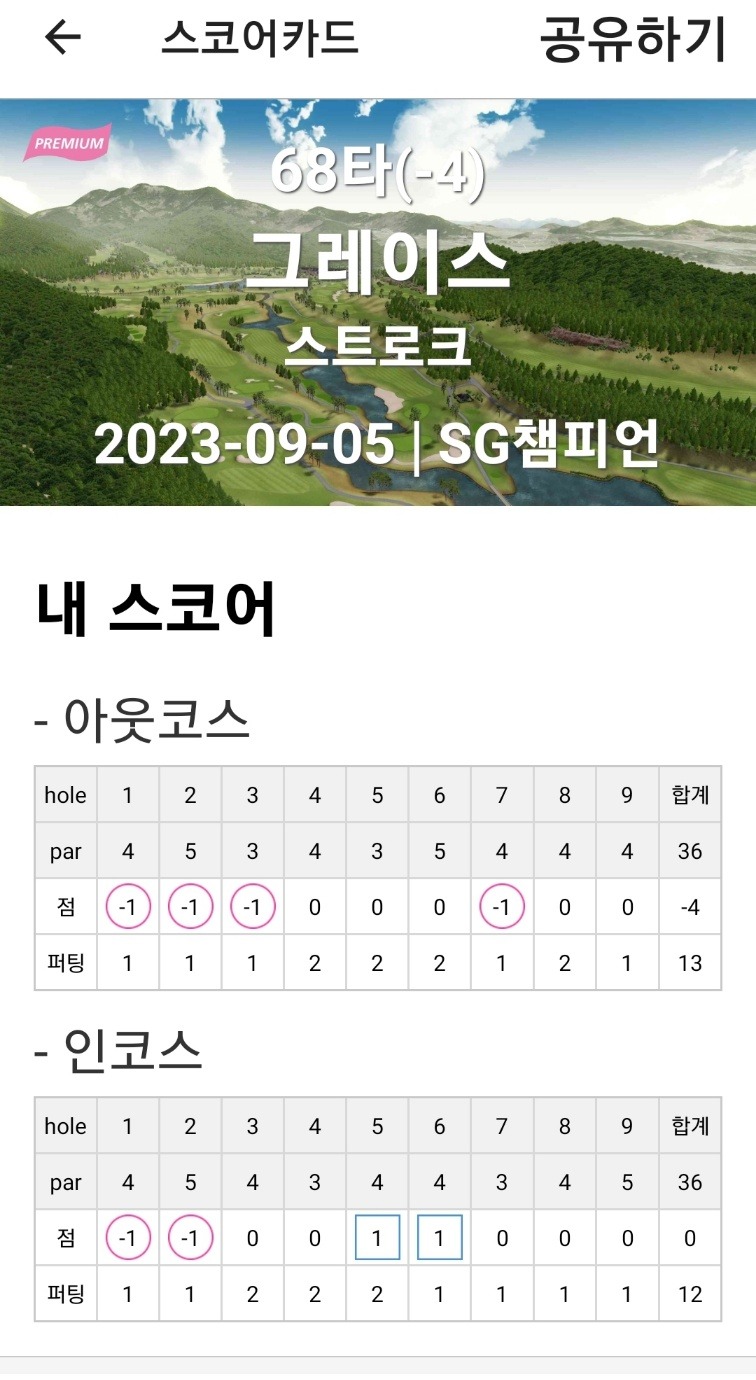 스코어카드 공유하기
PREMIUM
68타(-4)
그레이스
스트로크
2023-09-05 | SG챔피언
내 스코어
- 아웃코스
hole 1 2 3 4 5 6 7 8 9 합계
par 4 5 3 4 3 5 4 4 4 36
점 -1 -1 -1 0 0 0 -1 0 0 -4
퍼팅 1 1 1 2 2 2 1 2 1 13
- 인코스
hole 1 2 3 4 5 6 7 8 9 합계
par 4 5 4 3 4 4 3 4 5 36
점 -1 -1 0 0 1 1 0 0 0 0
퍼팅 1 1 2 2 2 1 1 1 1 12